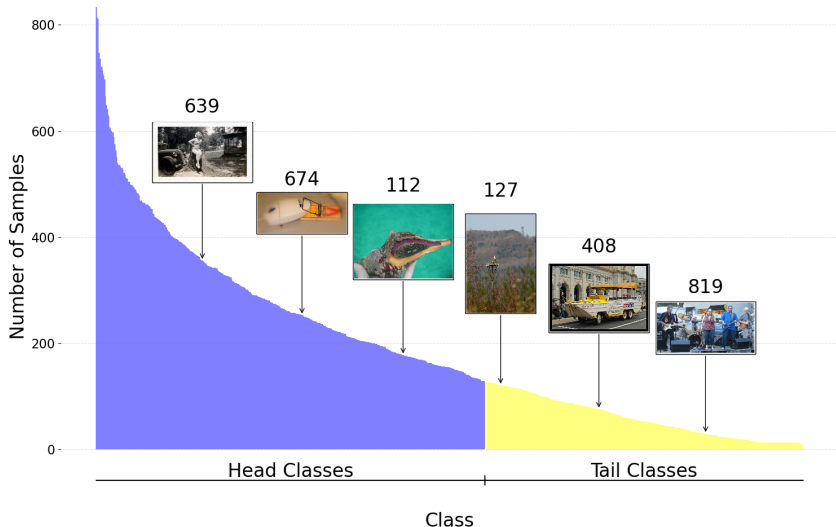 Number of Samples
800
600
400
200
0
639
674
112
127
408
819
Head Classes
Tail Classes
Class